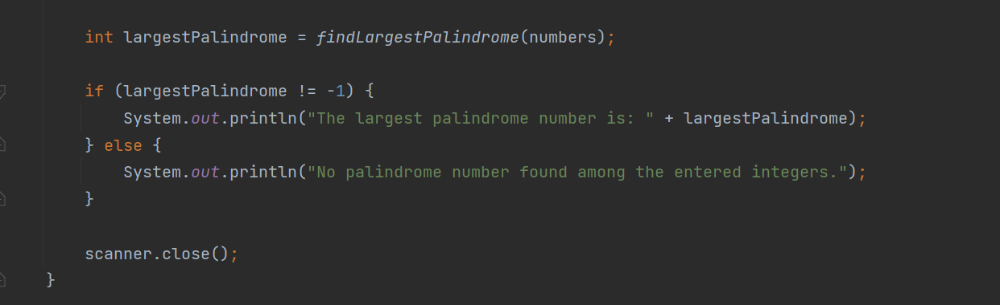 int largestPalindrome = findLargestPalindrome(numbers);
if (largestPalindrome != -1) {
System.out.println("The largest palindrome number is: " + largestPalindrome);
} else {
System.out.println("No palindrome number found among the entered integers.");
}
scanner.close();
}